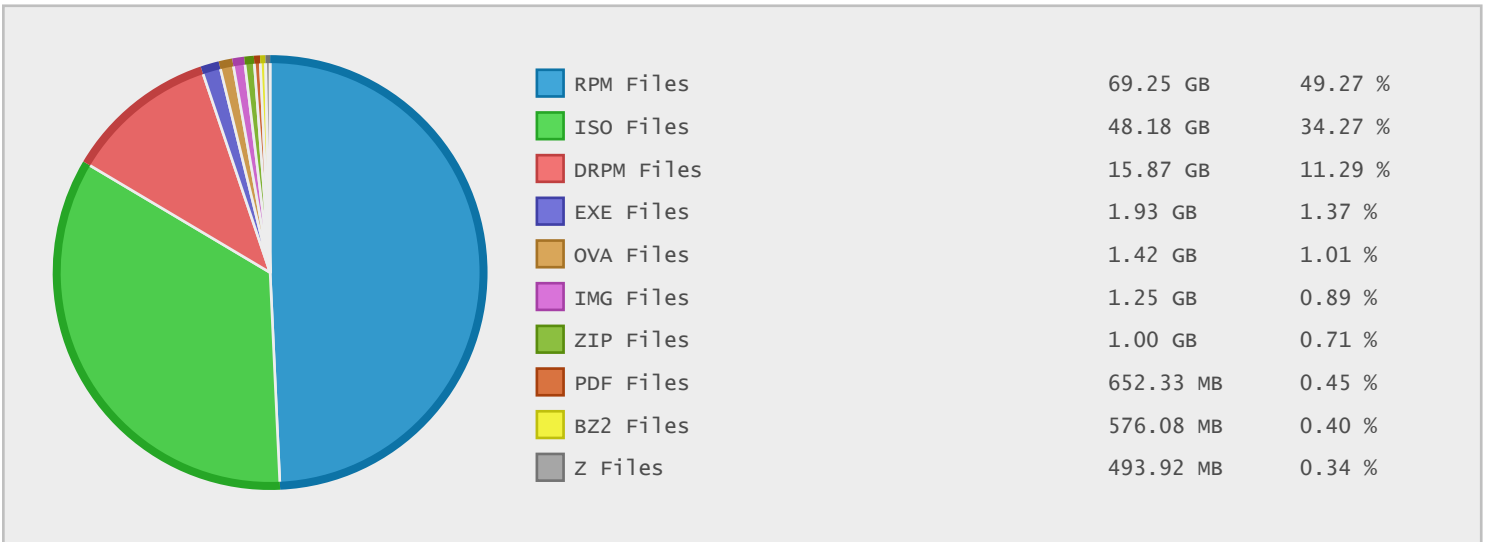 RPM Files 69.25 GB 49.27 %
ISO Files 48.18 GB 34.27 %
DRPM Files 15.87 GB 11.29 %
EXE Files 1.93 GB 1.37 %
OVA Files 1.42 GB 1.01 %
IMG Files 1.25 GB 0.89 %
ZIP Files 1.00 GB 0.71 %
PDF Files 652.33 MB 0.45 %
BZ2 Files 576.08 MB 0.40 %
Z Files 493.92 MB 0.34 %